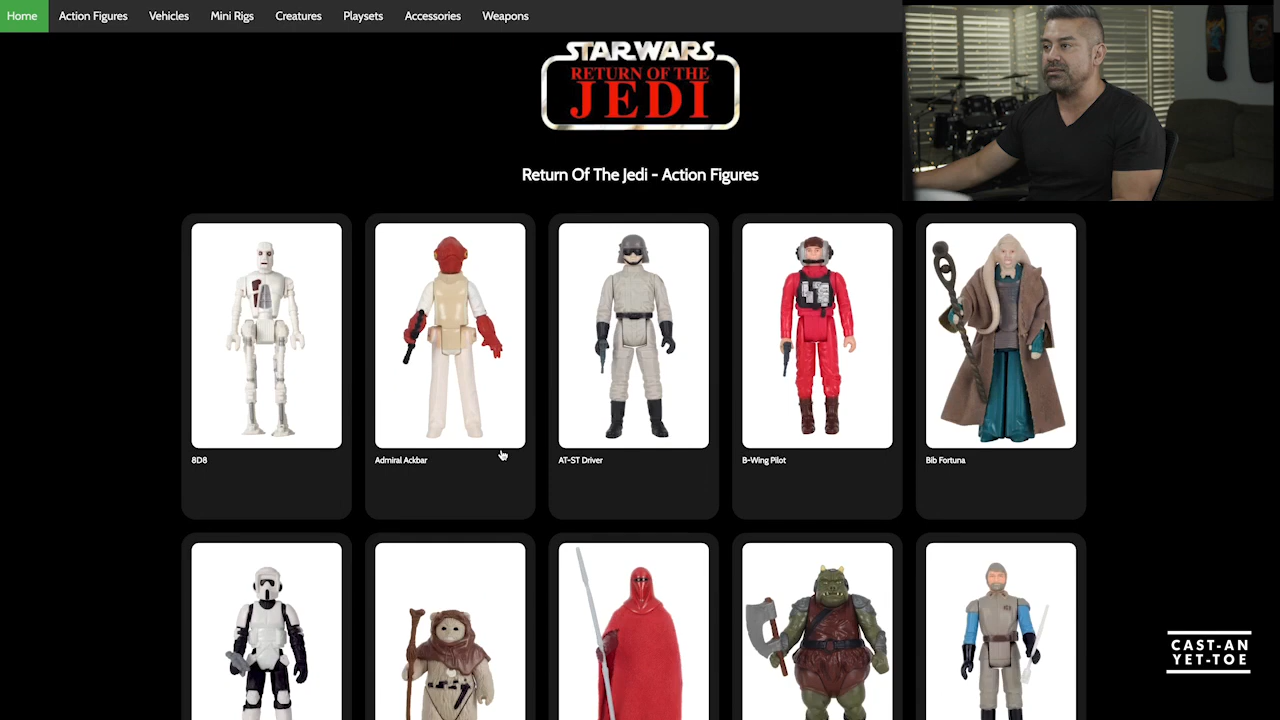 Home Action Figures Vehicles Mini Rigs Creatures Playsets Accessories Weapons
STAR WARS
RETURN OF THE
JEDI
Return Of The Jedi - Action Figures
8D8 Admiral Ackbar AT-ST Driver B-Wing Pilot Bib Fortuna
CAST-AN
YET-TOE